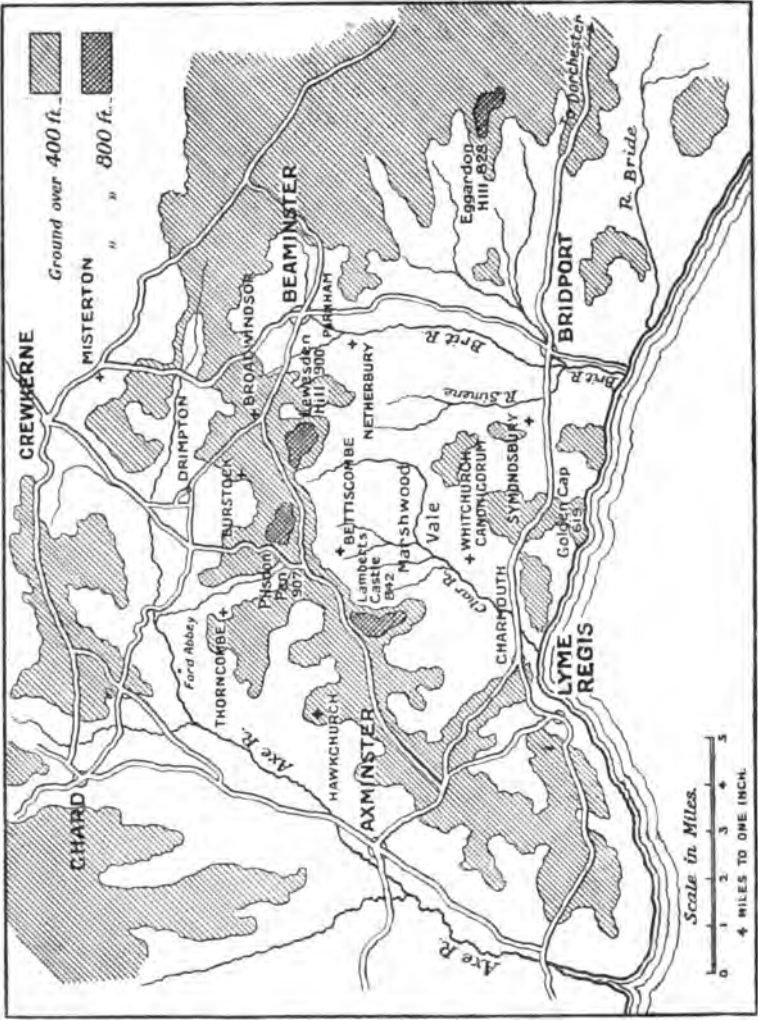 Ground over 400 ft.
" " 800 ft.
CREWKERNE
MISTERTON
CHARD
DRIMPTON
BROADWINDSOR
BEAMINSTER
PARNHAM
BURSTOCK
Lewesden
Hill 900
Pilsdon
Pen
907
Ford Abbey
THORNCOMBE
HAWKCHURCH
Axe R.
AXMINSTER
Lamberts
Castle
842
BETTISCOMBE
NETHERBURY
Marshwood
Vale
Char R.
WHITCHURCH
CANONICORUM
SYMONDSBURY
R. Simene
Brit R.
Eggardon
Hill 828
To Dorchester
BRIDPORT
R. Bride
Brit R.
Golden Cap
619
CHARMOUTH
LYME
REGIS
Axe R.
Scale in Miles.
0 1 2 3 4 5
4 MILES TO ONE INCH.